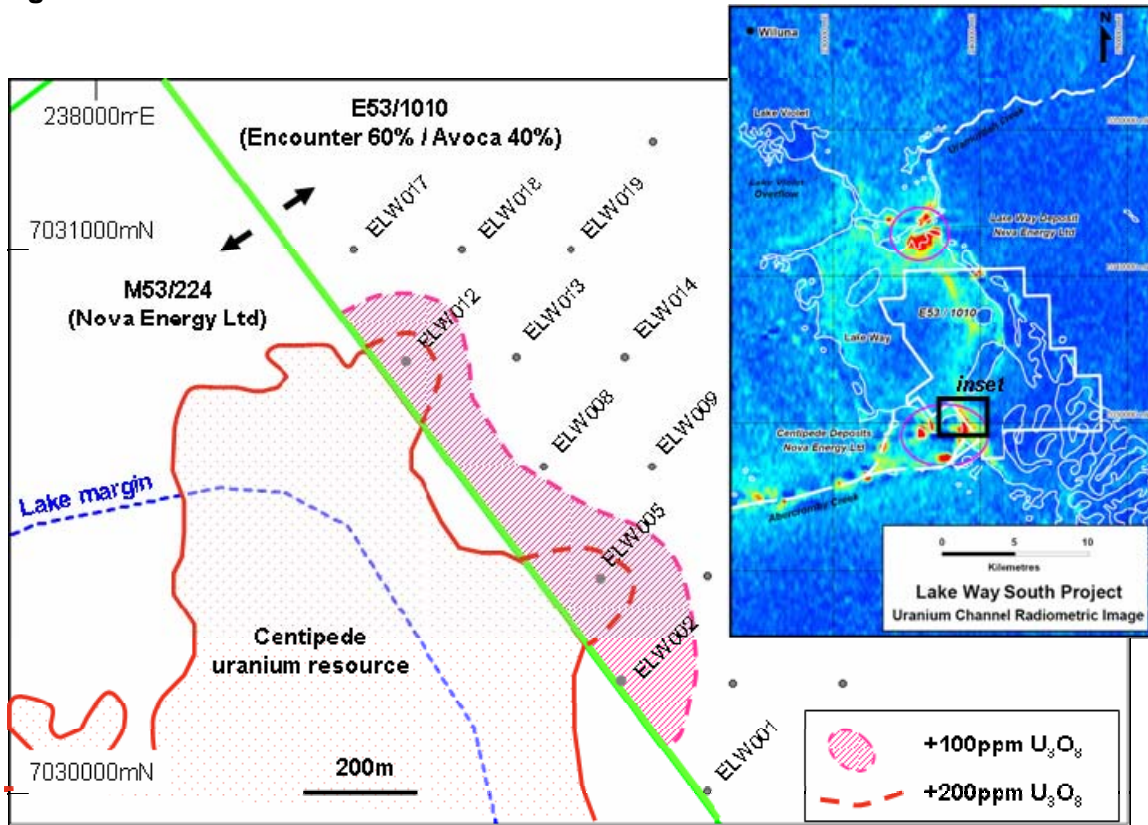 238000mE
E53/1010
(Encounter 60% / Avoca 40%)
7031000mN
M53/224
(Nova Energy Ltd)
ELW017
ELW018
ELW019
ELW012
ELW013
ELW014
ELW008
ELW009
ELW005
ELW002
ELW001
Lake margin
Centipede
uranium resource
7030000mN
200m
+100ppm U₃O₈
+200ppm U₃O₈
N
Wiluna
Lake Violet
Uramurdah Creek
Lake Violet
Overflow
Lake Way Deposit
Nova Energy Ltd
E53/1010
Lake Way
inset
Centipede Deposits
Nova Energy Ltd
Abercromby Creek
0 5 10
Kilometres
Lake Way South Project
Uranium Channel Radiometric Image